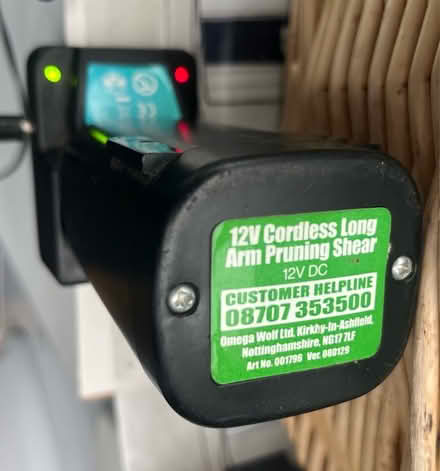 12V Cordless Long
Arm Pruning Shear
12V DC
CUSTOMER HELPLINE
08707 353500
Omega Wolf Ltd, Kirkby-In-Ashfield,
Nottinghamshire, NG17 7LF
Art No. 001796 Ver. 080129